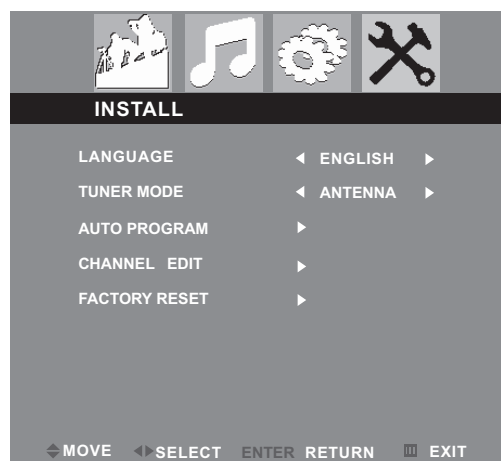 INSTALL
LANGUAGE ENGLISH
TUNER MODE ANTENNA
AUTO PROGRAM
CHANNEL EDIT
FACTORY RESET
MOVE SELECT ENTER RETURN EXIT